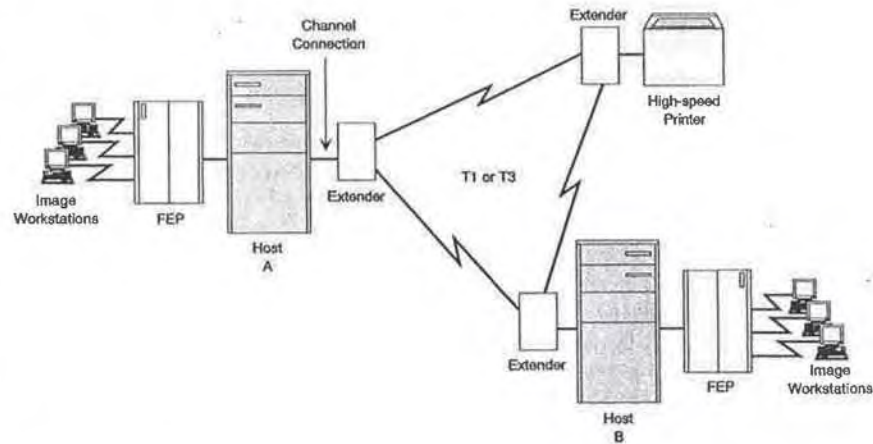 Channel
Connection
Extender
High-speed
Printer
Image
Workstations
FEP
Host
A
Extender
T1 or T3
Extender
Host
B
FEP
Image
Workstations